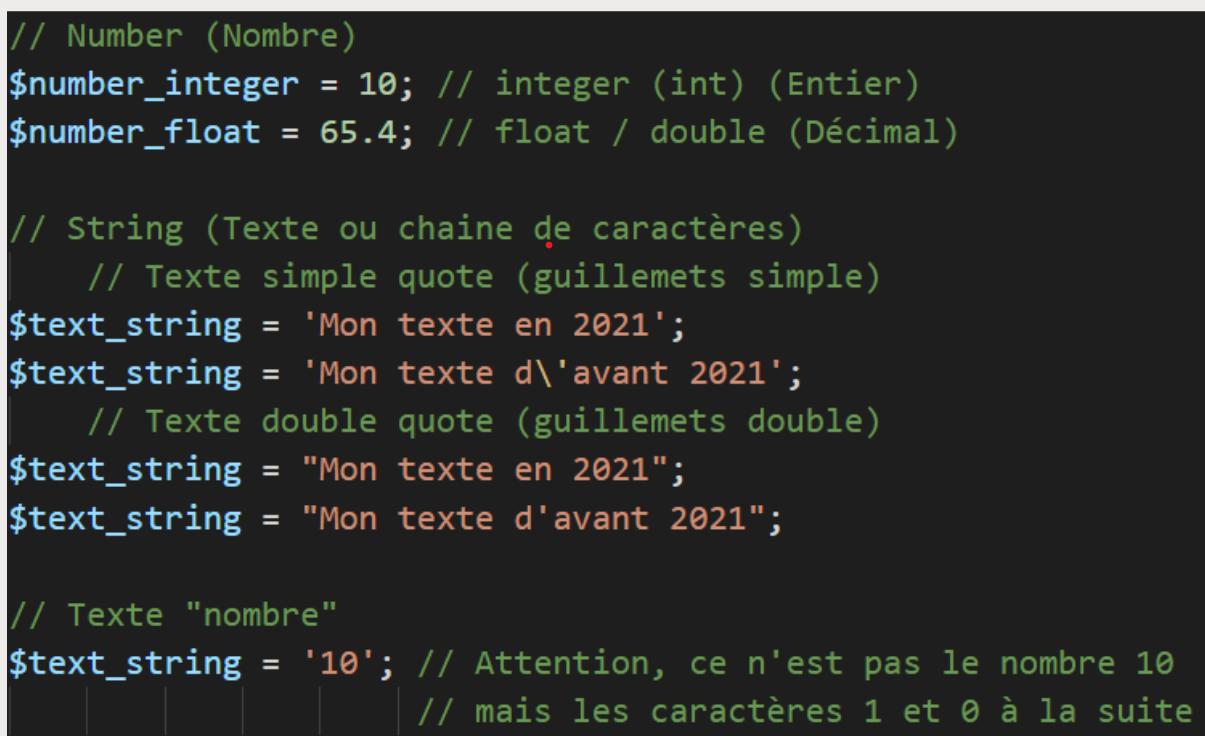 // Number (Nombre)
$number_integer = 10; // integer (int) (Entier)
$number_float = 65.4; // float / double (Décimal)
// String (Texte ou chaine de caractères)
// Texte simple quote (guillemets simple)
$text_string = 'Mon texte en 2021';
$text_string = 'Mon texte d\'avant 2021';
// Texte double quote (guillemets double)
$text_string = "Mon texte en 2021";
$text_string = "Mon texte d'avant 2021";
// Texte "nombre"
$text_string = '10'; // Attention, ce n'est pas le nombre 10
// mais les caractères 1 et 0 à la suite